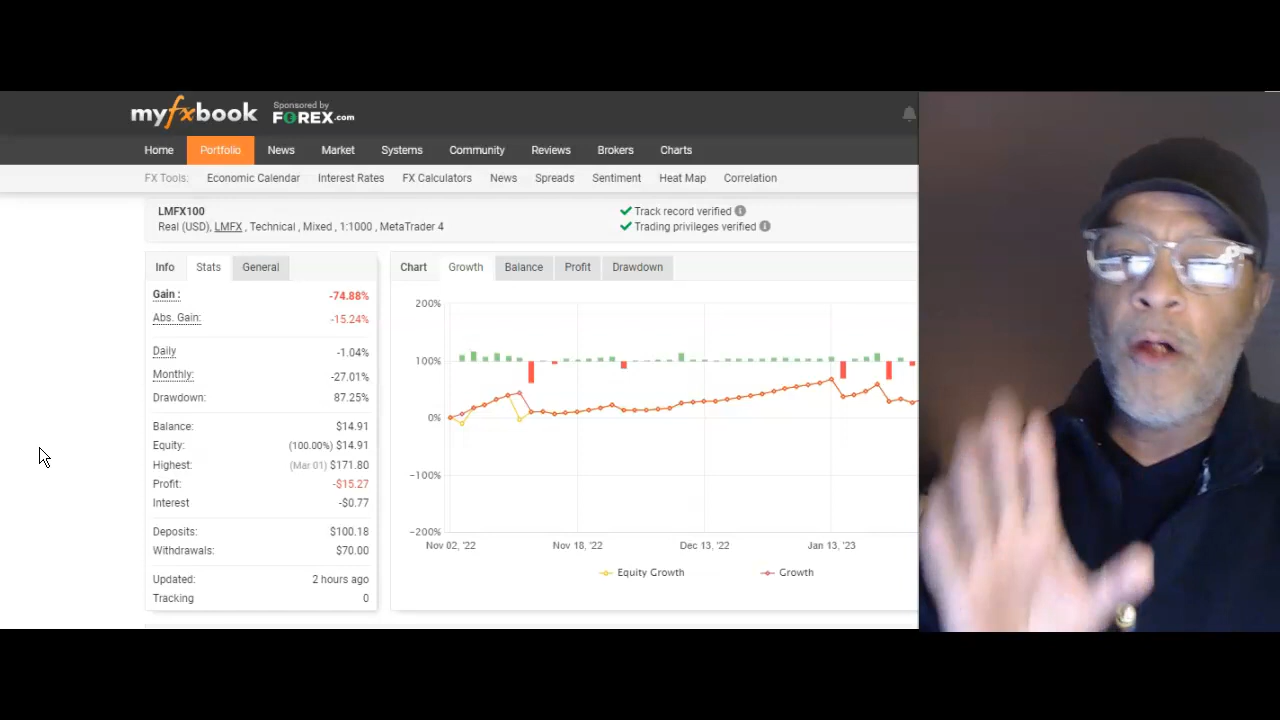 myfxbook
Sponsored by
FOREX.com
Home Portfolio News Market Systems Community Reviews Brokers Charts
FX Tools: Economic Calendar Interest Rates FX Calculators News Spreads Sentiment Heat Map Correlation
LMFX100
Real (USD), LMFX , Technical , Mixed , 1:1000 , MetaTrader 4
Track record verified
Trading privileges verified
Info Stats General
Gain : -74.88%
Abs. Gain: -15.24%
Daily -1.04%
Monthly: -27.01%
Drawdown: 87.25%
Balance: $14.91
Equity: (100.00%) $14.91
Highest: (Mar 01) $171.80
Profit: -$15.27
Interest -$0.77
Deposits: $100.18
Withdrawals: $70.00
Updated: 2 hours ago
Tracking 0
Chart Growth Balance Profit Drawdown
200%
100%
0%
-100%
-200%
Nov 02, '22 Nov 18, '22 Dec 13, '22 Jan 13, '23
Equity Growth Growth